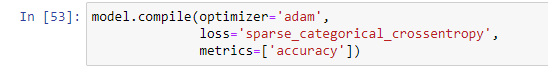 In [53]: model.compile(optimizer='adam',
loss='sparse_categorical_crossentropy',
metrics=['accuracy'])